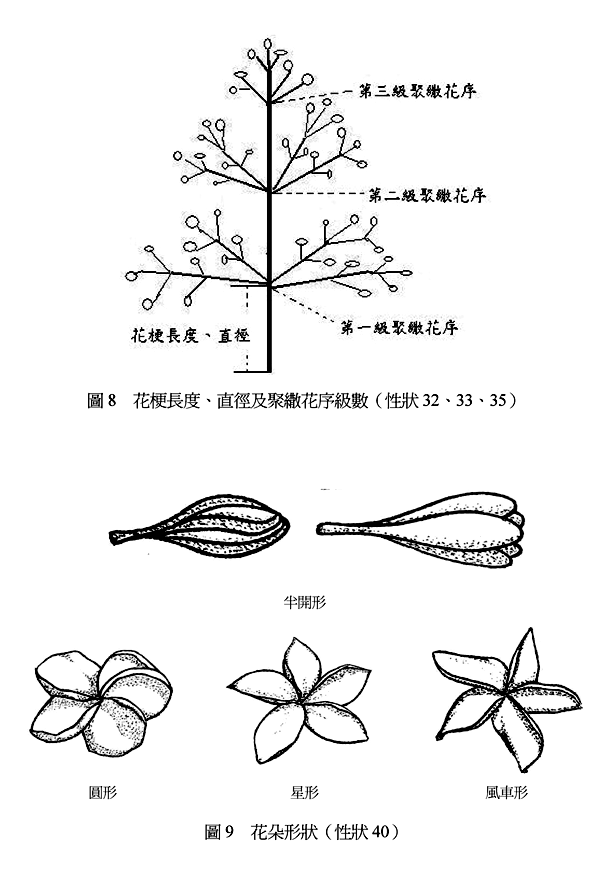 第三級聚繖花序
第二級聚繖花序
第一級聚繖花序
花梗長度、直徑
圖 8 花梗長度、直徑及聚繖花序級數（性狀 32、33、35）
半開形
圓形 星形 風車形
圖 9 花朵形狀（性狀 40）